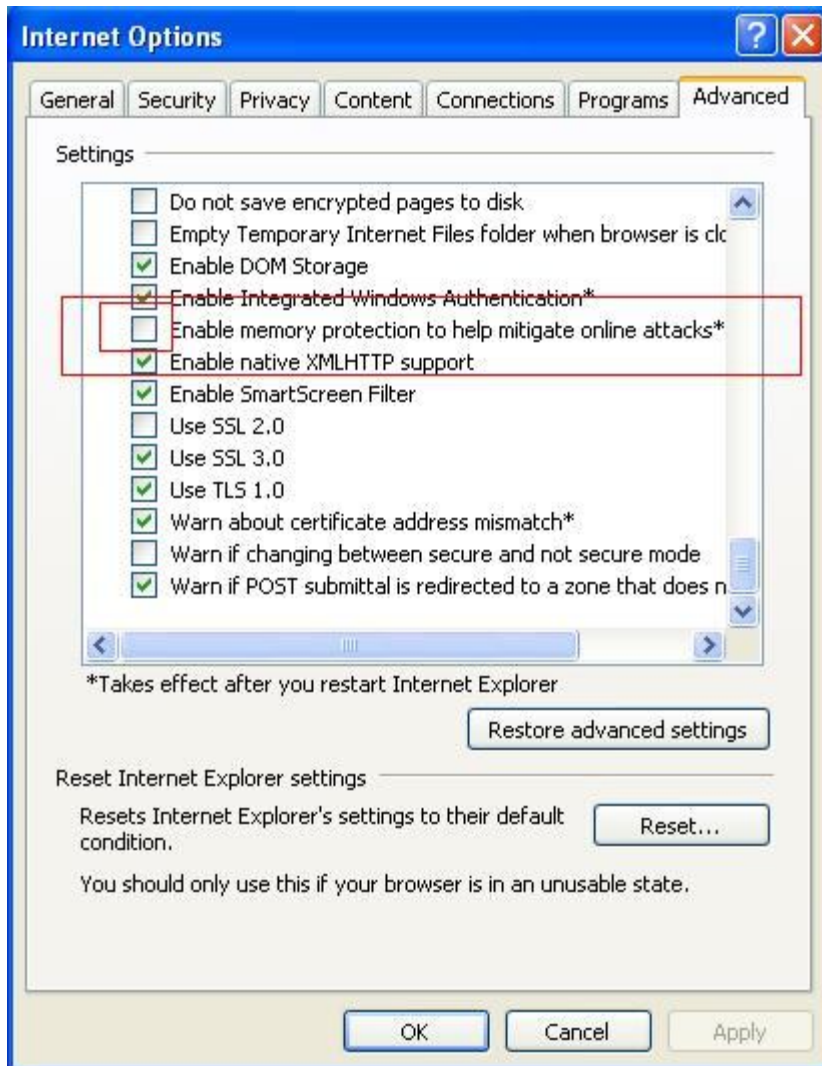 Internet Options
General Security Privacy Content Connections Programs Advanced
Settings
Do not save encrypted pages to disk
Empty Temporary Internet Files folder when browser is clo
Enable DOM Storage
Enable Integrated Windows Authentication*
Enable memory protection to help mitigate online attacks*
Enable native XMLHTTP support
Enable SmartScreen Filter
Use SSL 2.0
Use SSL 3.0
Use TLS 1.0
Warn about certificate address mismatch*
Warn if changing between secure and not secure mode
Warn if POST submittal is redirected to a zone that does n
*Takes effect after you restart Internet Explorer
Restore advanced settings
Reset Internet Explorer settings
Resets Internet Explorer's settings to their default
condition.
Reset...
You should only use this if your browser is in an unusable state.
OK Cancel Apply